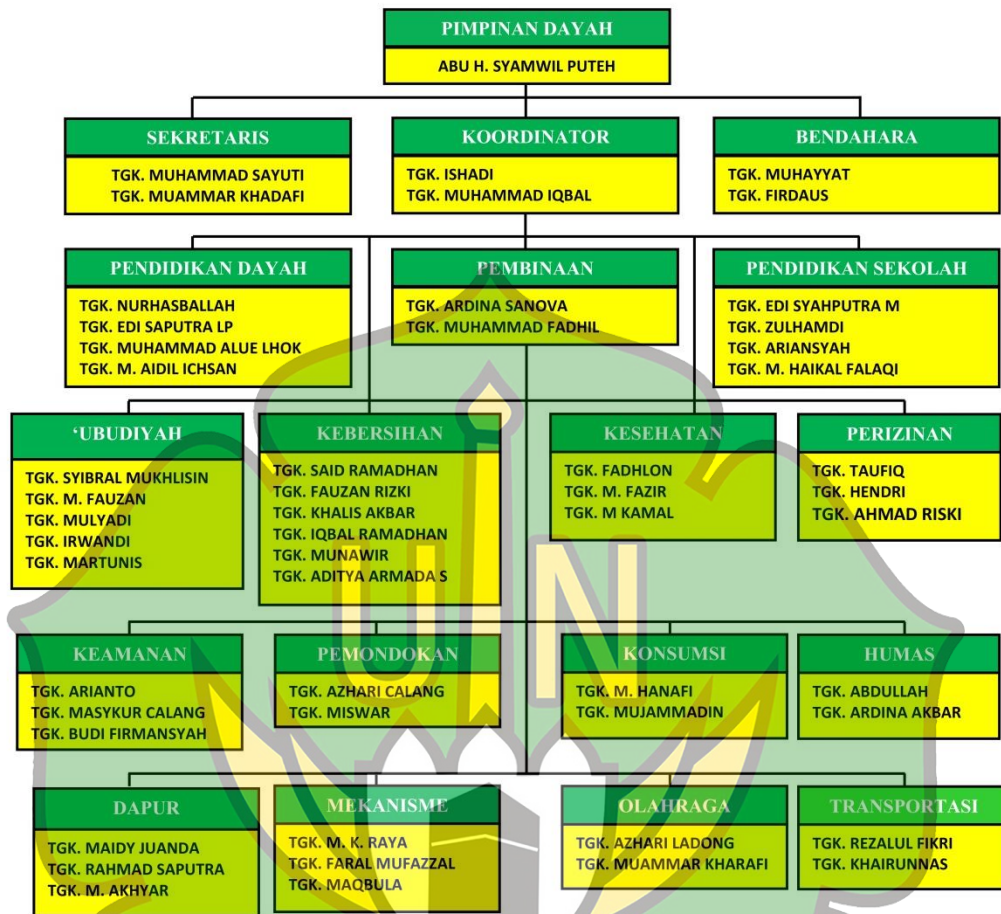 PIMPINAN DAYAH
ABU H. SYAMWIL PUTEH
SEKRETARIS
TGK. MUHAMMAD SAYUTI
TGK. MUAMMAR KHADAFI
KOORDINATOR
TGK. ISHADI
TGK. MUHAMMAD IQBAL
BENDAHARA
TGK. MUHAYYAT
TGK. FIRDAUS
PENDIDIKAN DAYAH
TGK. NURHASBALLAH
TGK. EDI SAPUTRA LP
TGK. MUHAMMAD ALUE LHOK
TGK. M. AIDIL ICHSAN
PEMBINAAN
TGK. ARDINA SANOVA
TGK. MUHAMMAD FADHIL
PENDIDIKAN SEKOLAH
TGK. EDI SYAHPUTRA M
TGK. ZULHAMDI
TGK. ARIANSYAH
TGK. M. HAIKAL FALAQI
‘UBUDIYAH
TGK. SYIBRAL MUKHLISIN
TGK. M. FAUZAN
TGK. MULYADI
TGK. IRWANDI
TGK. MARTUNIS
KEBERSIHAN
TGK. SAID RAMADHAN
TGK. FAUZAN RIZKI
TGK. KHALIS AKBAR
TGK. IQBAL RAMADHAN
TGK. MUNAWIR
TGK. ADITYA ARMADA S
KESEHATAN
TGK. FADHLON
TGK. M. FAZIR
TGK. M KAMAL
PERIZINAN
TGK. TAUFIQ
TGK. HENDRI
TGK. AHMAD RISKI
UIN
KEAMANAN
TGK. ARIANTO
TGK. MASYKUR CALANG
TGK. BUDI FIRMANSYAH
PEMONDOKAN
TGK. AZHARI CALANG
TGK. MISWAR
KONSUMSI
TGK. M. HANAFI
TGK. MUJAMMADIN
HUMAS
TGK. ABDULLAH
TGK. ARDINA AKBAR
DAPUR
TGK. MAIDY JUANDA
TGK. RAHMAD SAPUTRA
TGK. M. AKHYAR
MEKANISME
TGK. M. K. RAYA
TGK. FARAL MUFAZZAL
TGK. MAQBULA
OLAHRAGA
TGK. AZHARI LADONG
TGK. MUAMMAR KHARAFI
TRANSPORTASI
TGK. REZALUL FIKRI
TGK. KHAIRUNNAS